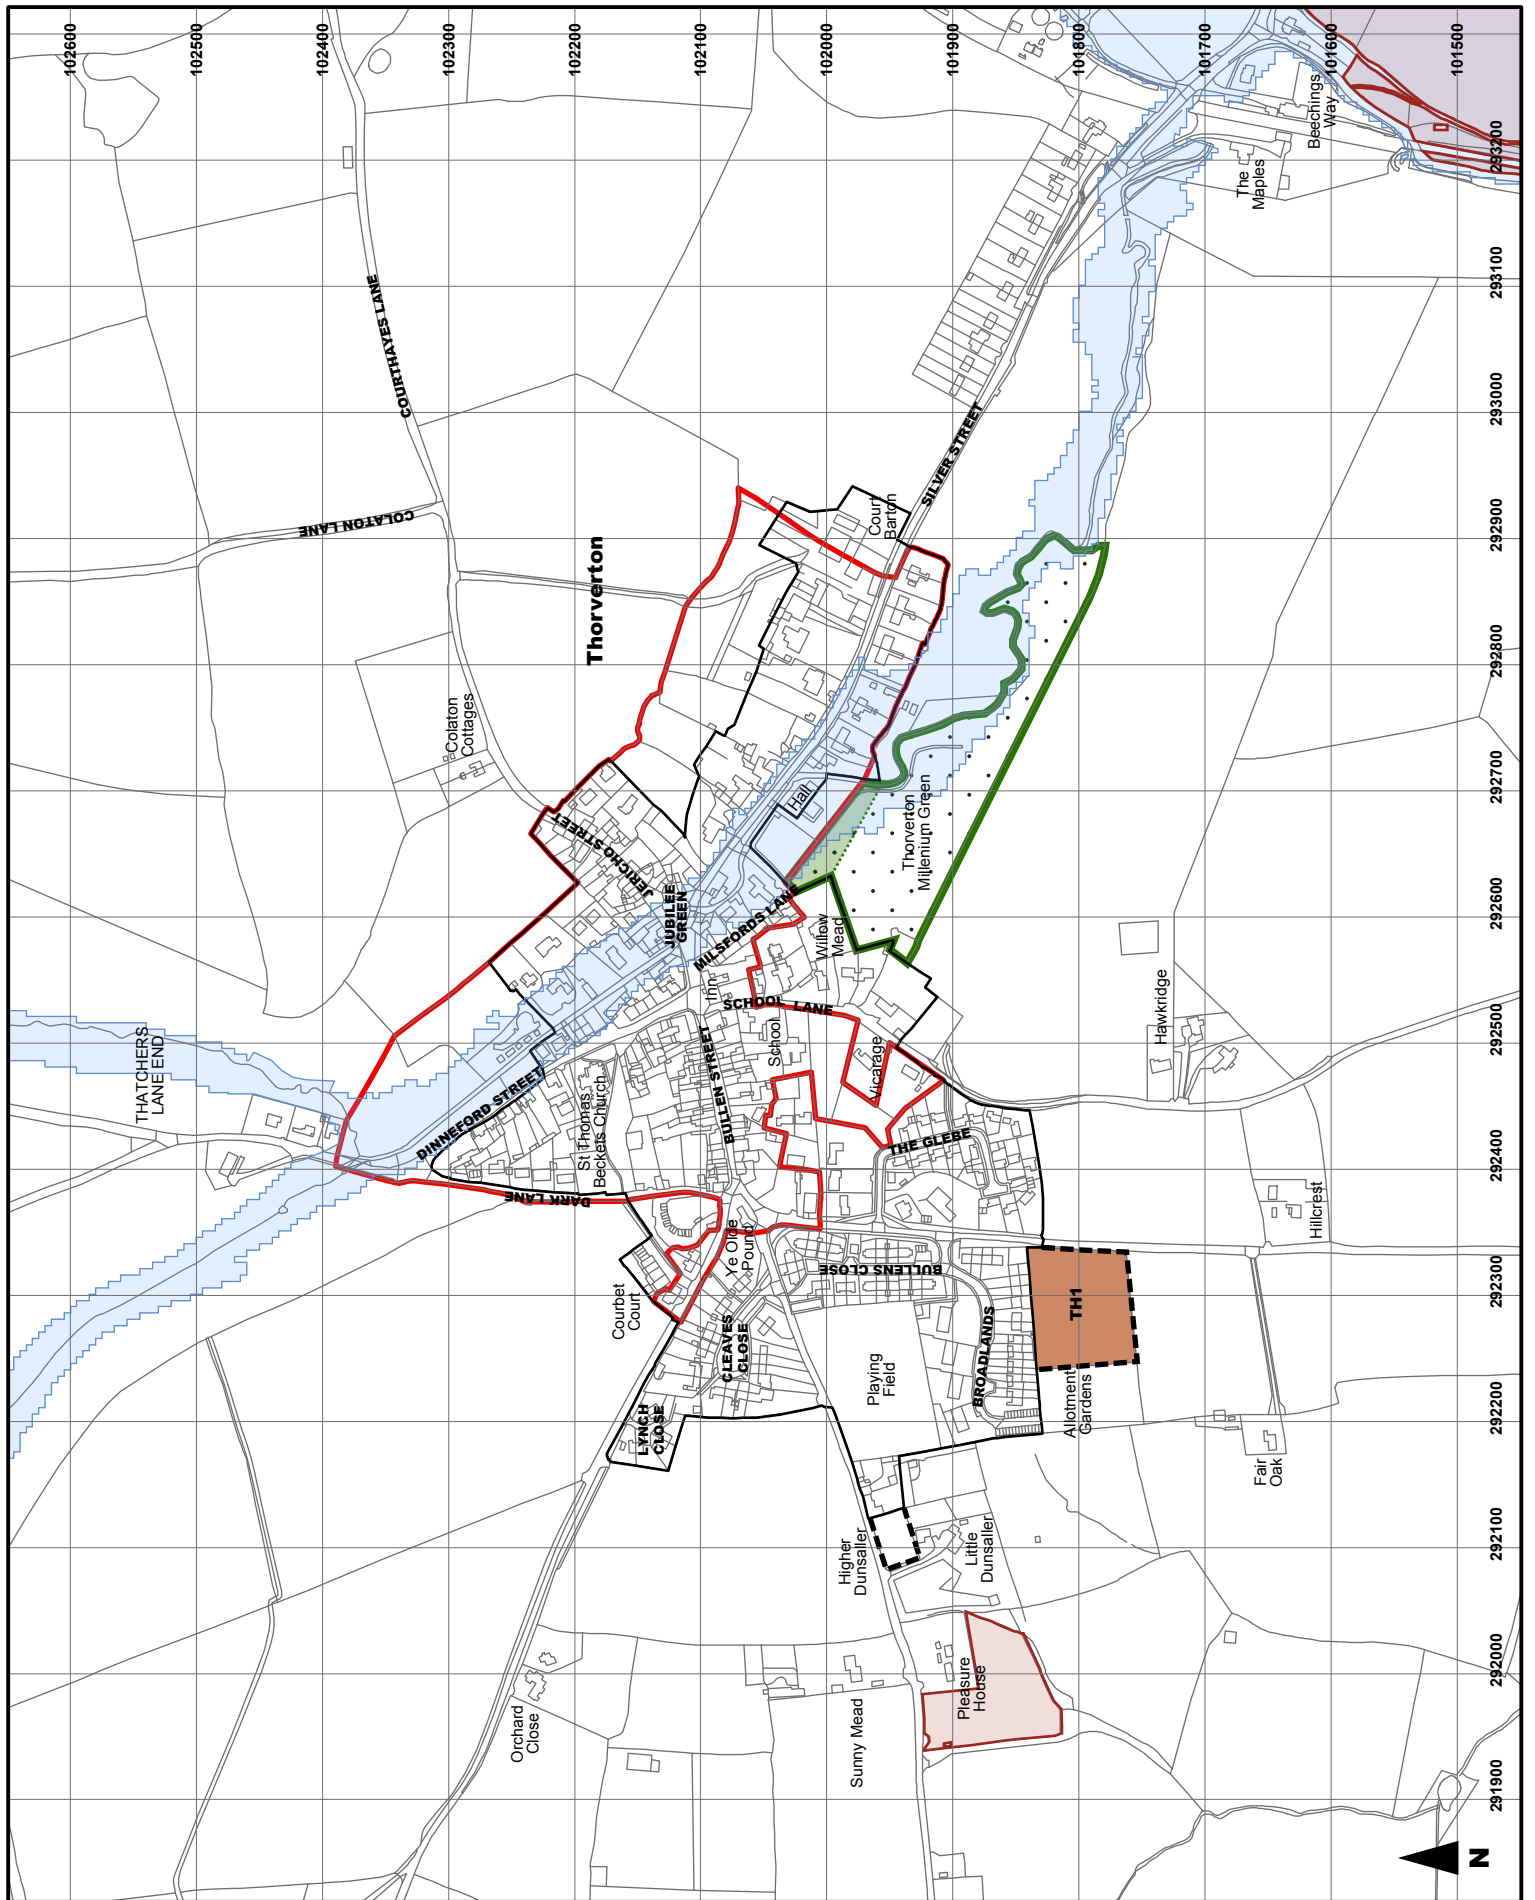 102600
102500
102400
102300
102200
102100
102000
101900
101800
101700
101600
101500
293200
293100
293000
292900
292800
292700
292600
292500
292400
292300
292200
292100
292000
291900
Thorverton
COURTHAYES LANE
COLATON LANE
Colaton
Cottages
THATCHERS
LANE END
DINNEFORD STREET
DARK LANE
St Thomas
Beckets Church
JERICHO STREET
JUBILEE
GREEN
MILSFORDS LANE
Inn
Hall
BULLEN STREET
SCHOOL LANE
School
Willow
Mead
Vicarage
THE GLEBE
Thorverton
Millenium Green
SILVER STREET
Court
Barton
Beechings
Way
The
Maples
Hawkridge
Hillcrest
Ye Olde
Pound
Courbet
Court
CLEAVES
CLOSE
LYNCH
CLOSE
BULLENS CLOSE
BROADLANDS
Playing
Field
TH1
Allotment
Gardens
Fair
Oak
Higher
Dunsaller
Little
Dunsaller
Pleasure
House
Sunny Mead
Orchard
Close
N